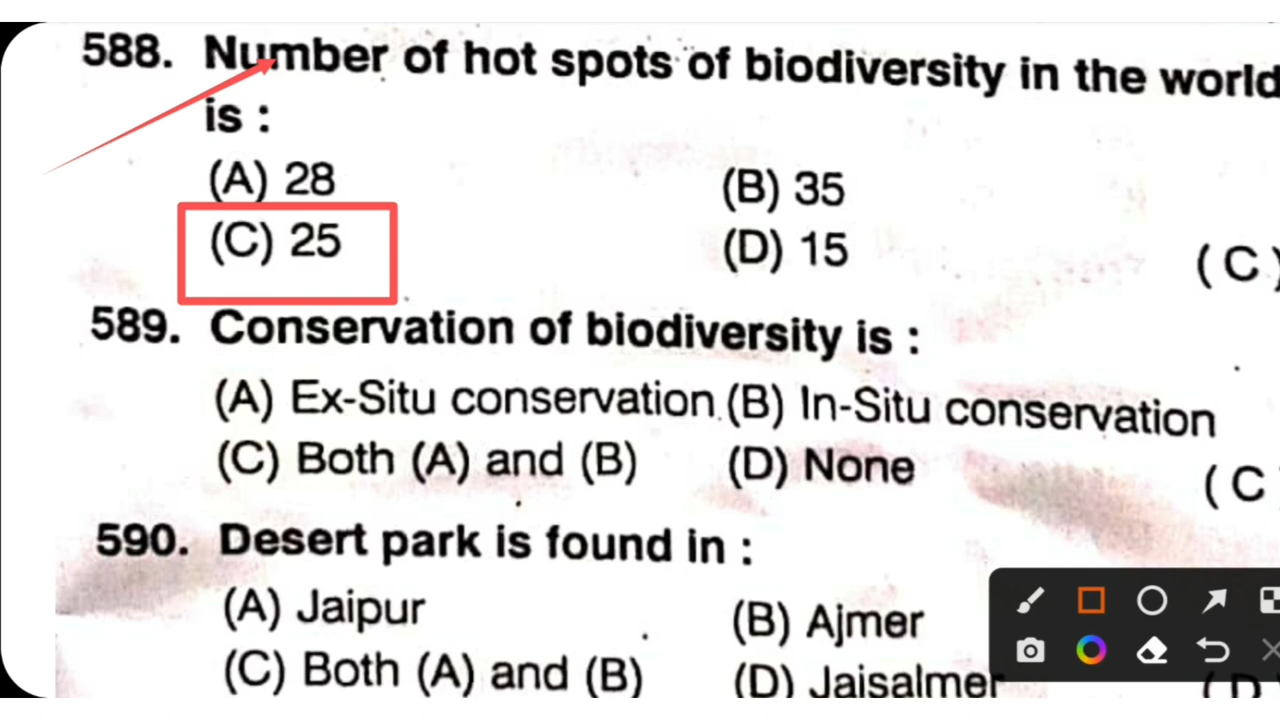 588. Number of hot spots of biodiversity in the world
is :
(A) 28 (B) 35
(C) 25 (D) 15 ( C )
589. Conservation of biodiversity is :
(A) Ex-Situ conservation (B) In-Situ conservation
(C) Both (A) and (B) (D) None ( C
590. Desert park is found in :
(A) Jaipur (B) Ajmer
(C) Both (A) and (B) (D) Jaisalmer ( D